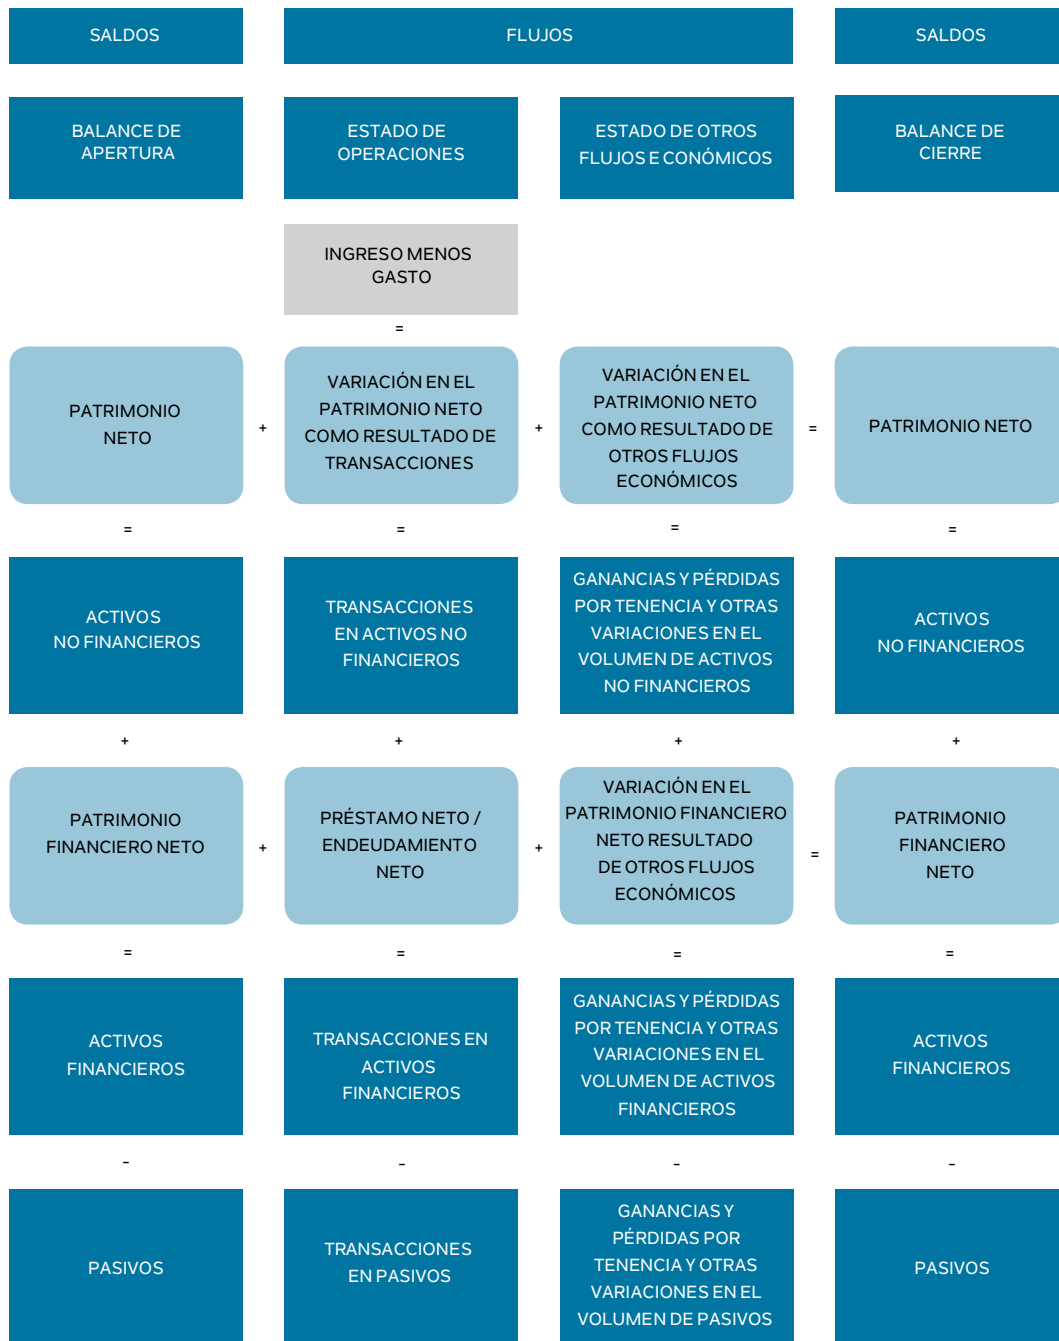 SALDOS
FLUJOS
SALDOS
BALANCE DE
APERTURA
ESTADO DE
OPERACIONES
ESTADO DE OTROS
FLUJOS E CONÓMICOS
BALANCE DE
CIERRE
INGRESO MENOS
GASTO
=
PATRIMONIO
NETO
+
VARIACIÓN EN EL
PATRIMONIO NETO
COMO RESULTADO DE
TRANSACCIONES
+
VARIACIÓN EN EL
PATRIMONIO NETO
COMO RESULTADO DE
OTROS FLUJOS
ECONÓMICOS
=
PATRIMONIO NETO
=
=
=
=
ACTIVOS
NO FINANCIEROS
TRANSACCIONES
EN ACTIVOS NO
FINANCIEROS
GANANCIAS Y PÉRDIDAS
POR TENENCIA Y OTRAS
VARIACIONES EN EL
VOLUMEN DE ACTIVOS
NO FINANCIEROS
ACTIVOS
NO FINANCIEROS
+
+
+
+
PATRIMONIO
FINANCIERO NETO
+
PRÉSTAMO NETO /
ENDEUDAMIENTO
NETO
+
VARIACIÓN EN EL
PATRIMONIO FINANCIERO
NETO RESULTADO
DE OTROS FLUJOS
ECONÓMICOS
=
PATRIMONIO
FINANCIERO
NETO
=
=
=
=
ACTIVOS
FINANCIEROS
TRANSACCIONES EN
ACTIVOS
FINANCIEROS
GANANCIAS Y PÉRDIDAS
POR TENENCIA Y OTRAS
VARIACIONES EN EL
VOLUMEN DE ACTIVOS
FINANCIEROS
ACTIVOS
FINANCIEROS
–
–
–
–
PASIVOS
TRANSACCIONES
EN PASIVOS
GANANCIAS Y
PÉRDIDAS POR
TENENCIA Y OTRAS
VARIACIONES EN EL
VOLUMEN DE PASIVOS
PASIVOS